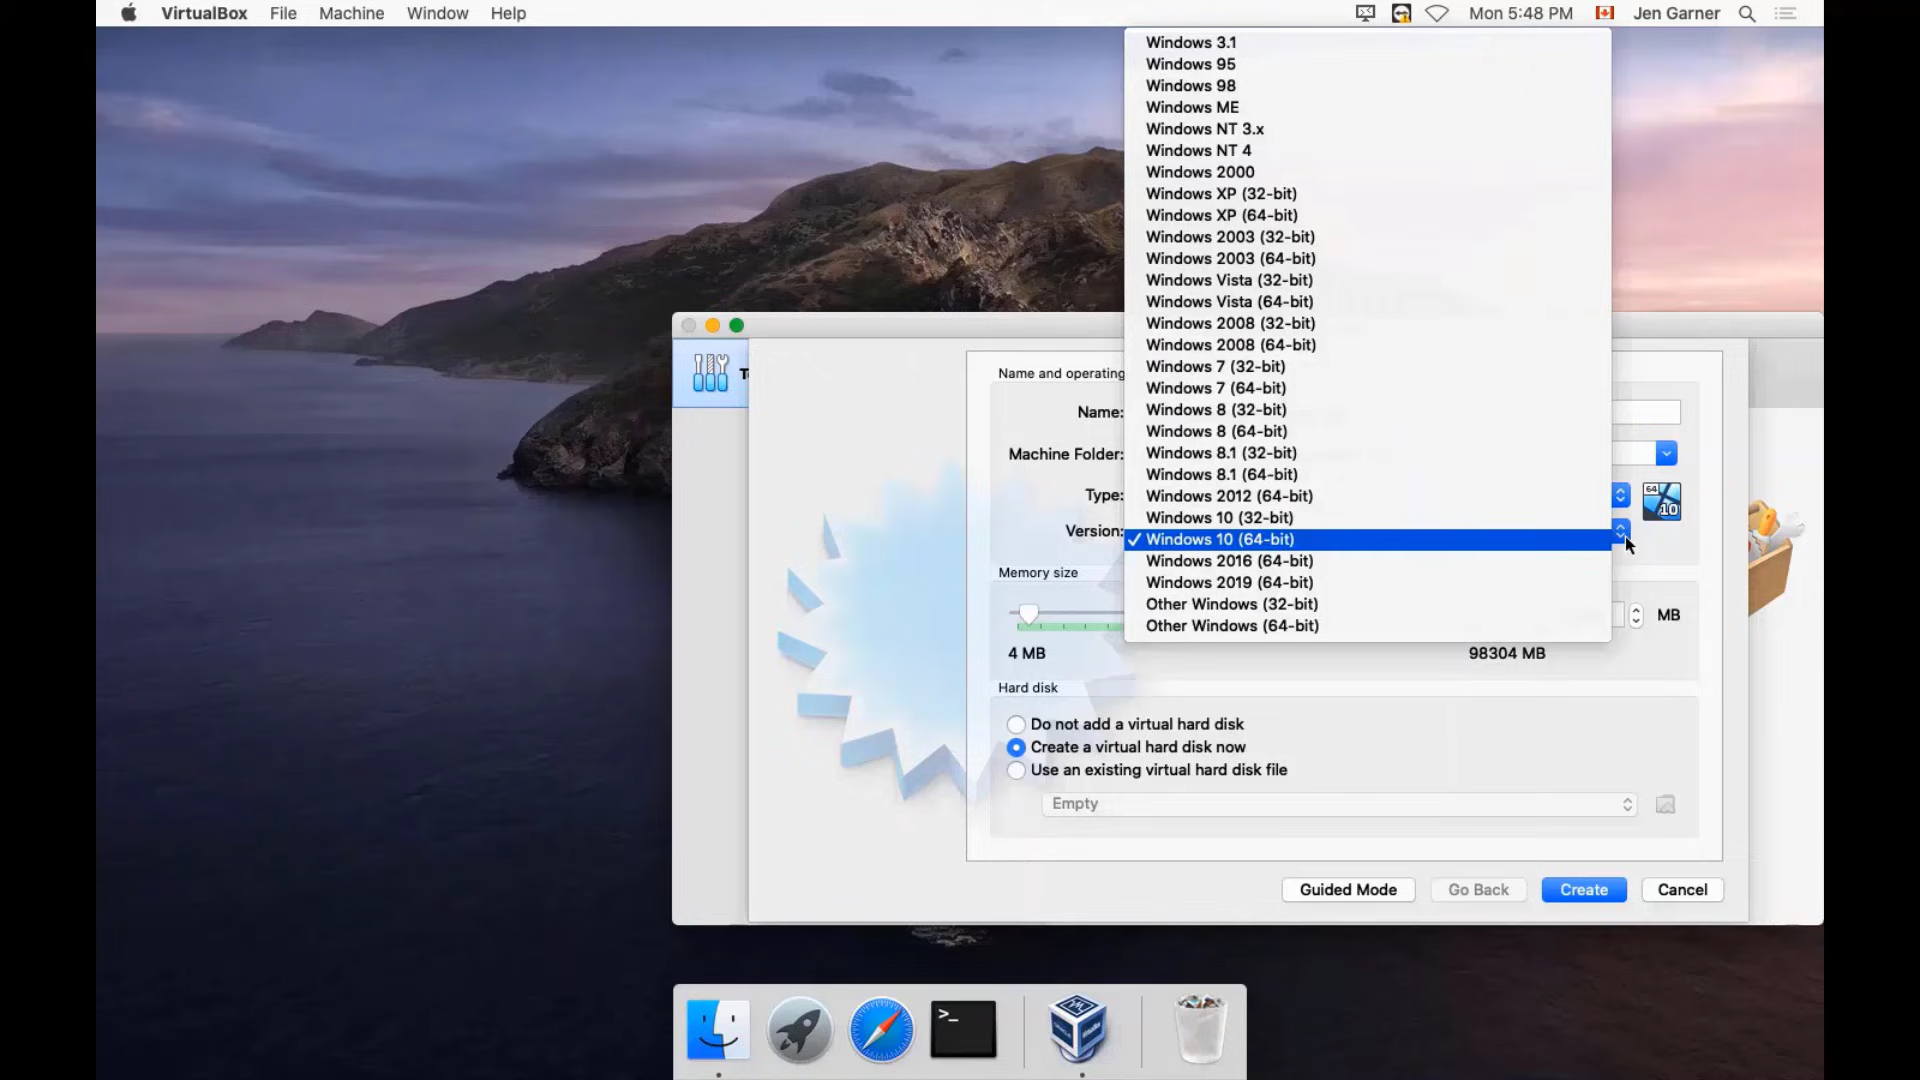 VirtualBox File Machine Window Help Mon 5:48 PM Jen Garner
Windows 3.1
Windows 95
Windows 98
Windows ME
Windows NT 3.x
Windows NT 4
Windows 2000
Windows XP (32-bit)
Windows XP (64-bit)
Windows 2003 (32-bit)
Windows 2003 (64-bit)
Windows Vista (32-bit)
Windows Vista (64-bit)
Windows 2008 (32-bit)
Windows 2008 (64-bit)
Windows 7 (32-bit)
Windows 7 (64-bit)
Windows 8 (32-bit)
Windows 8 (64-bit)
Windows 8.1 (32-bit)
Windows 8.1 (64-bit)
Windows 2012 (64-bit)
Windows 10 (32-bit)
✓ Windows 10 (64-bit)
Windows 2016 (64-bit)
Windows 2019 (64-bit)
Other Windows (32-bit)
Other Windows (64-bit)
Name and operating
Name:
Machine Folder:
Type:
64
10
Version:
Memory size
MB
4 MB 98304 MB
Hard disk
Do not add a virtual hard disk
Create a virtual hard disk now
Use an existing virtual hard disk file
Empty
Guided Mode Go Back Create Cancel
>_